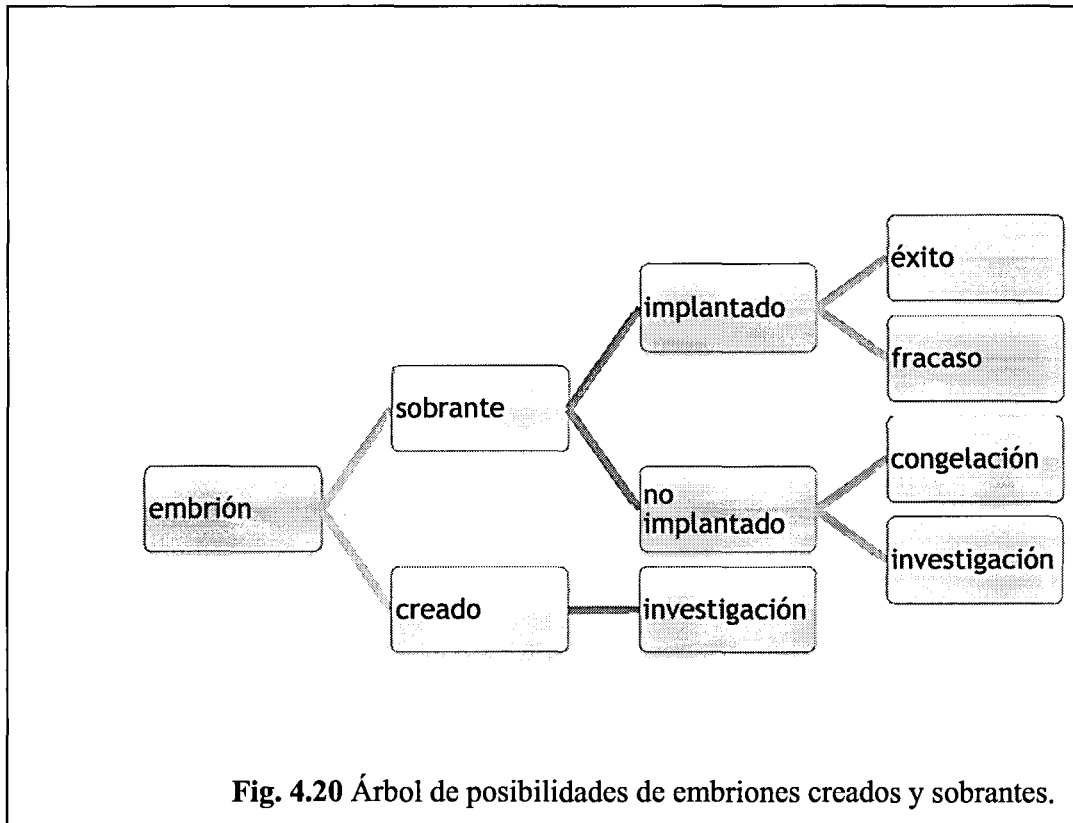 éxito
implantado
fracaso
sobrante
congelación
embrión
no
implantado
investigación
creado
investigación
Fig. 4.20 Árbol de posibilidades de embriones creados y sobrantes.